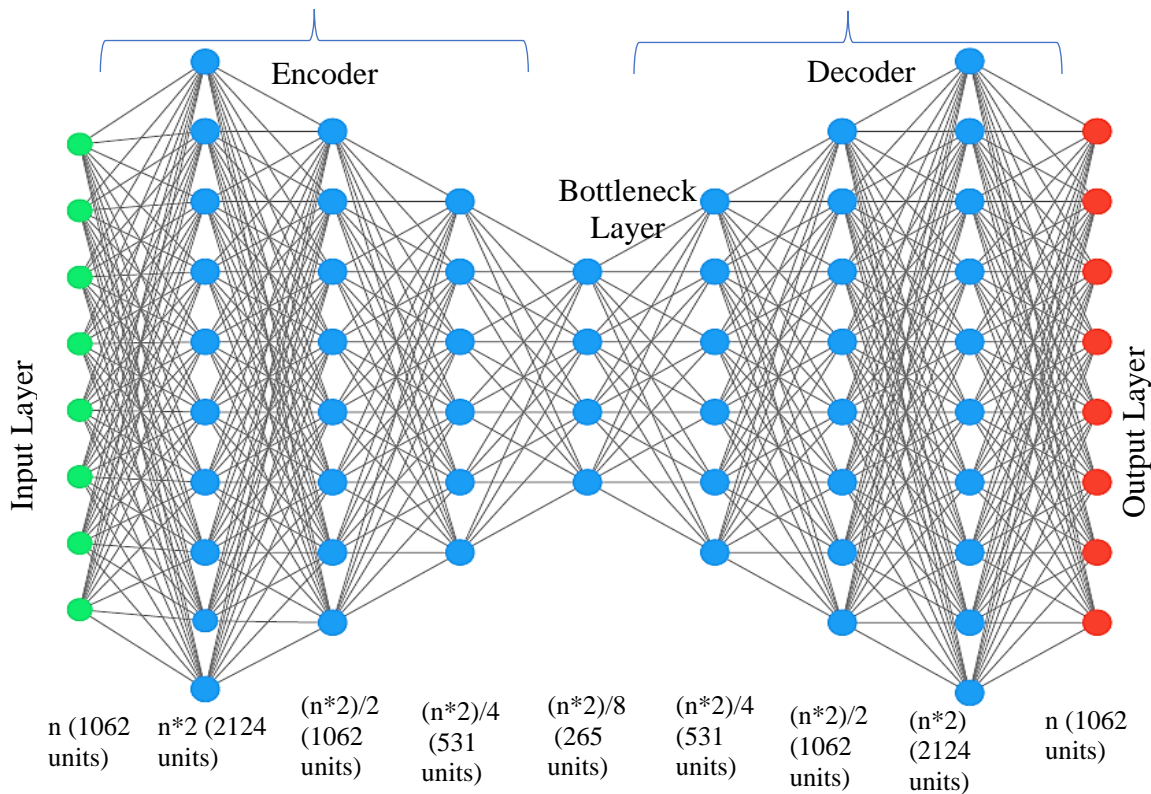 Encoder
Decoder
Bottleneck
Layer
Input Layer
Output Layer
n (1062
units)
n*2 (2124
units)
(n*2)/2
(1062
units)
(n*2)/4
(531
units)
(n*2)/8
(265
units)
(n*2)/4
(531
units)
(n*2)/2
(1062
units)
(n*2)
(2124
units)
n (1062
units)